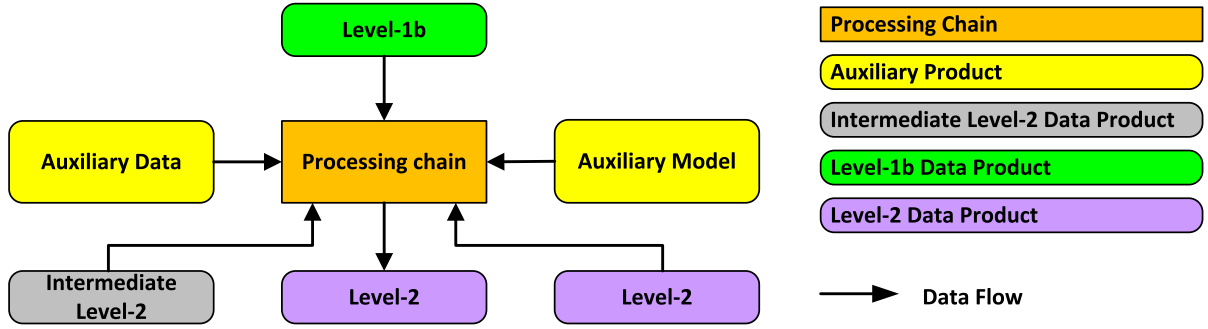 Level-1b
Auxiliary Data
Processing chain
Auxiliary Model
Intermediate
Level-2
Level-2
Level-2
Processing Chain
Auxiliary Product
Intermediate Level-2 Data Product
Level-1b Data Product
Level-2 Data Product
Data Flow